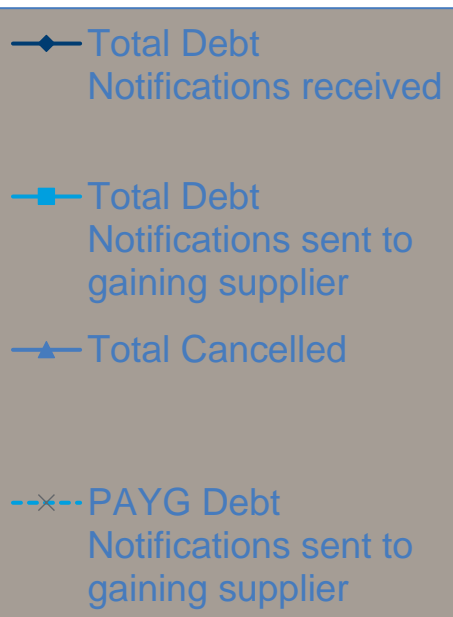 Total Debt
Notifications received
Total Debt
Notifications sent to
gaining supplier
Total Cancelled
PAYG Debt
Notifications sent to
gaining supplier